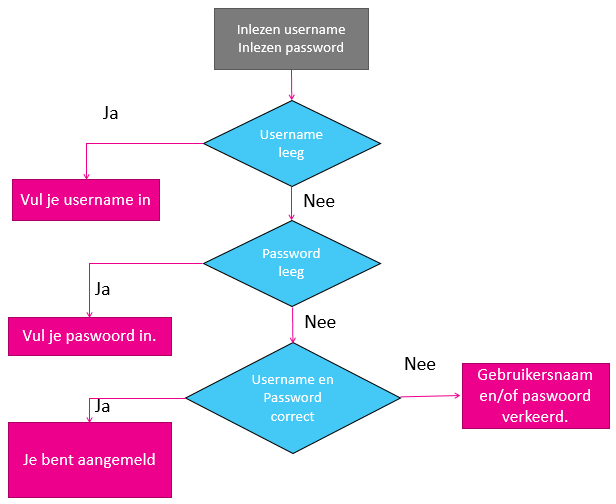 Inlezen username
Inlezen password
Ja
Username
leeg
Vul je username in
Nee
Password
leeg
Ja
Vul je paswoord in.
Nee
Username en
Password
correct
Nee
Gebruikersnaam
en/of paswoord
verkeerd.
Ja
Je bent aangemeld